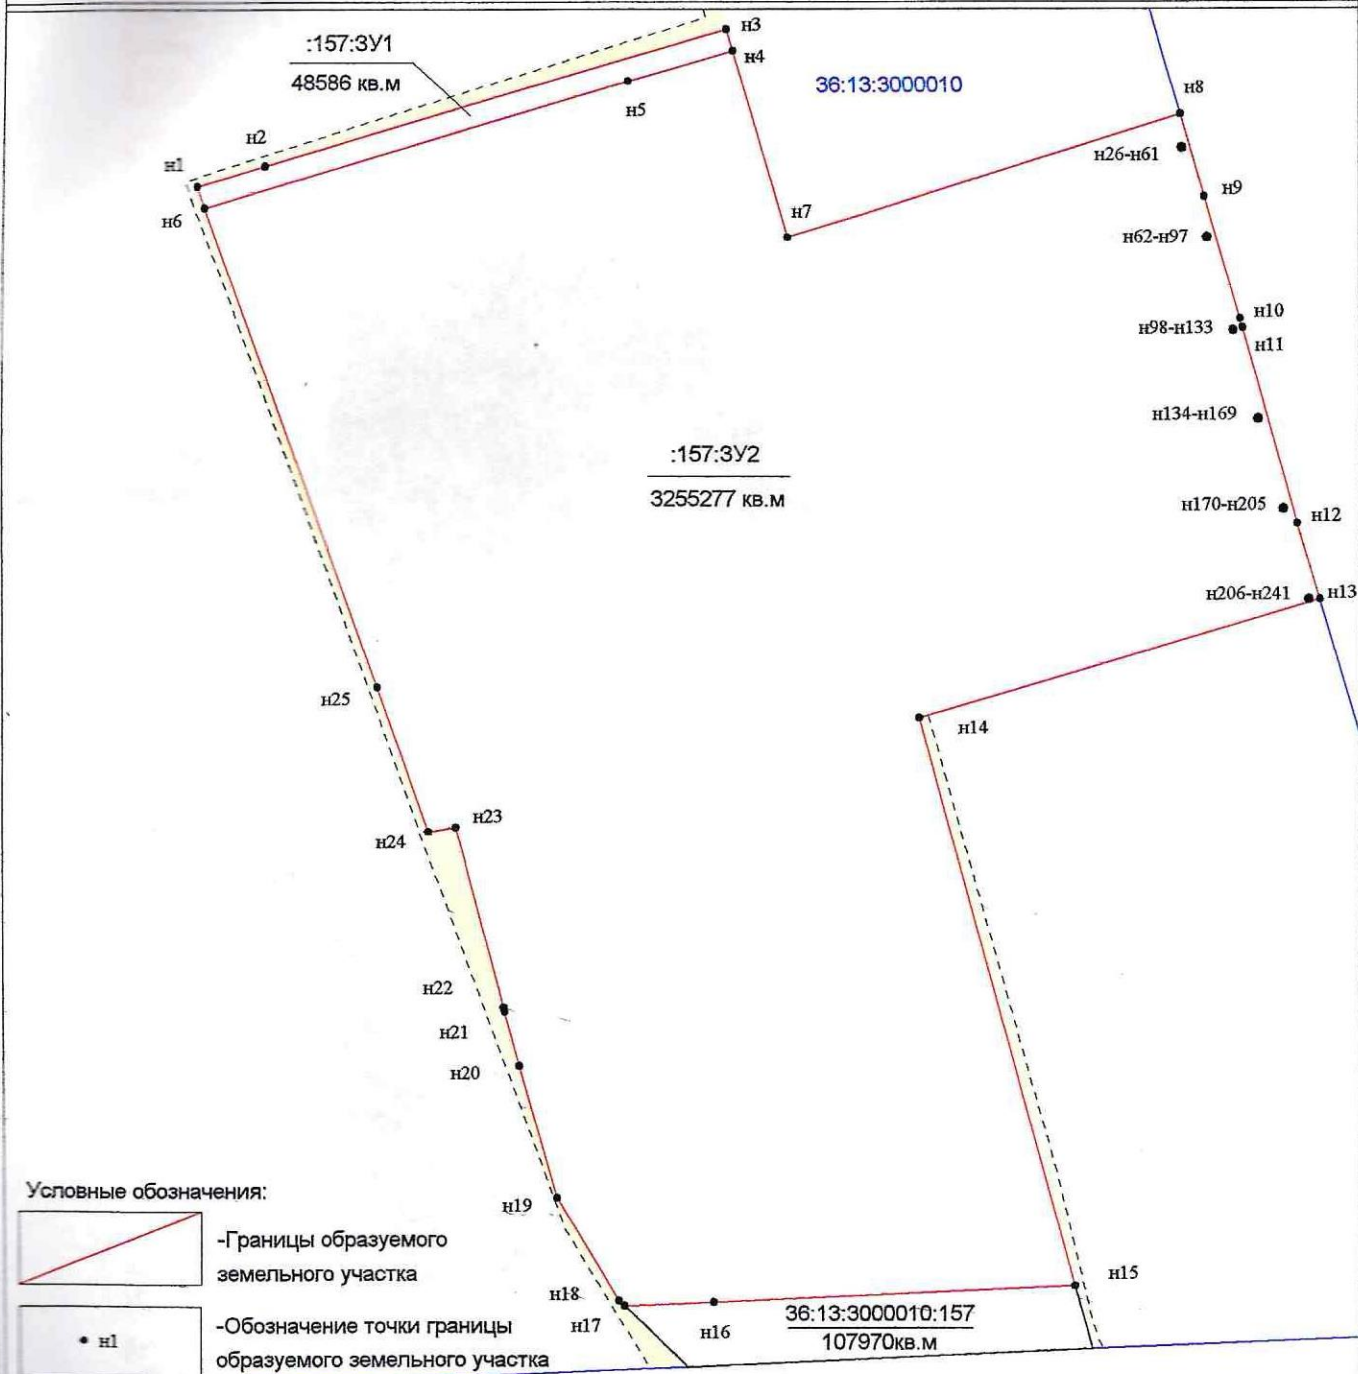 н3
:157:ЗУ1
н4
48586 кв.м
36:13:3000010
н5
н8
н2
н26-н61
н1
н9
н6
н7
н62-н97
н10
н98-н133
н11
н134-н169
:157:ЗУ2
3255277 кв.м
н170-н205
н12
н206-н241
н13
н25
н14
н23
н24
н22
н21
н20
Условные обозначения:
н19
-Границы образуемого
земельного участка
н15
н18
н17
н16
36:13:3000010:157
107970кв.м
н1
-Обозначение точки границы
образуемого земельного участка